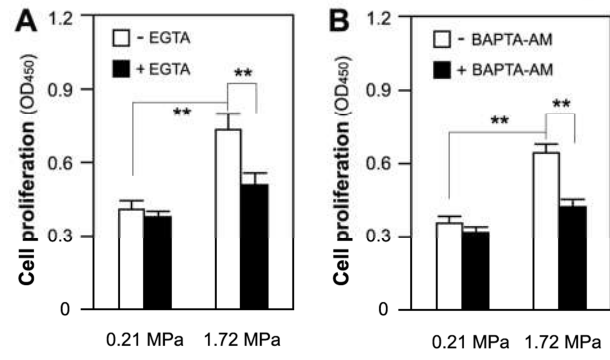 A
Cell proliferation (OD450)
1.2
0.9
0.6
0.3
0
- EGTA
+ EGTA
**
**
0.21 MPa 1.72 MPa
B
Cell proliferation (OD450)
1.2
0.9
0.6
0.3
0
- BAPTA-AM
+ BAPTA-AM
**
**
0.21 MPa 1.72 MPa